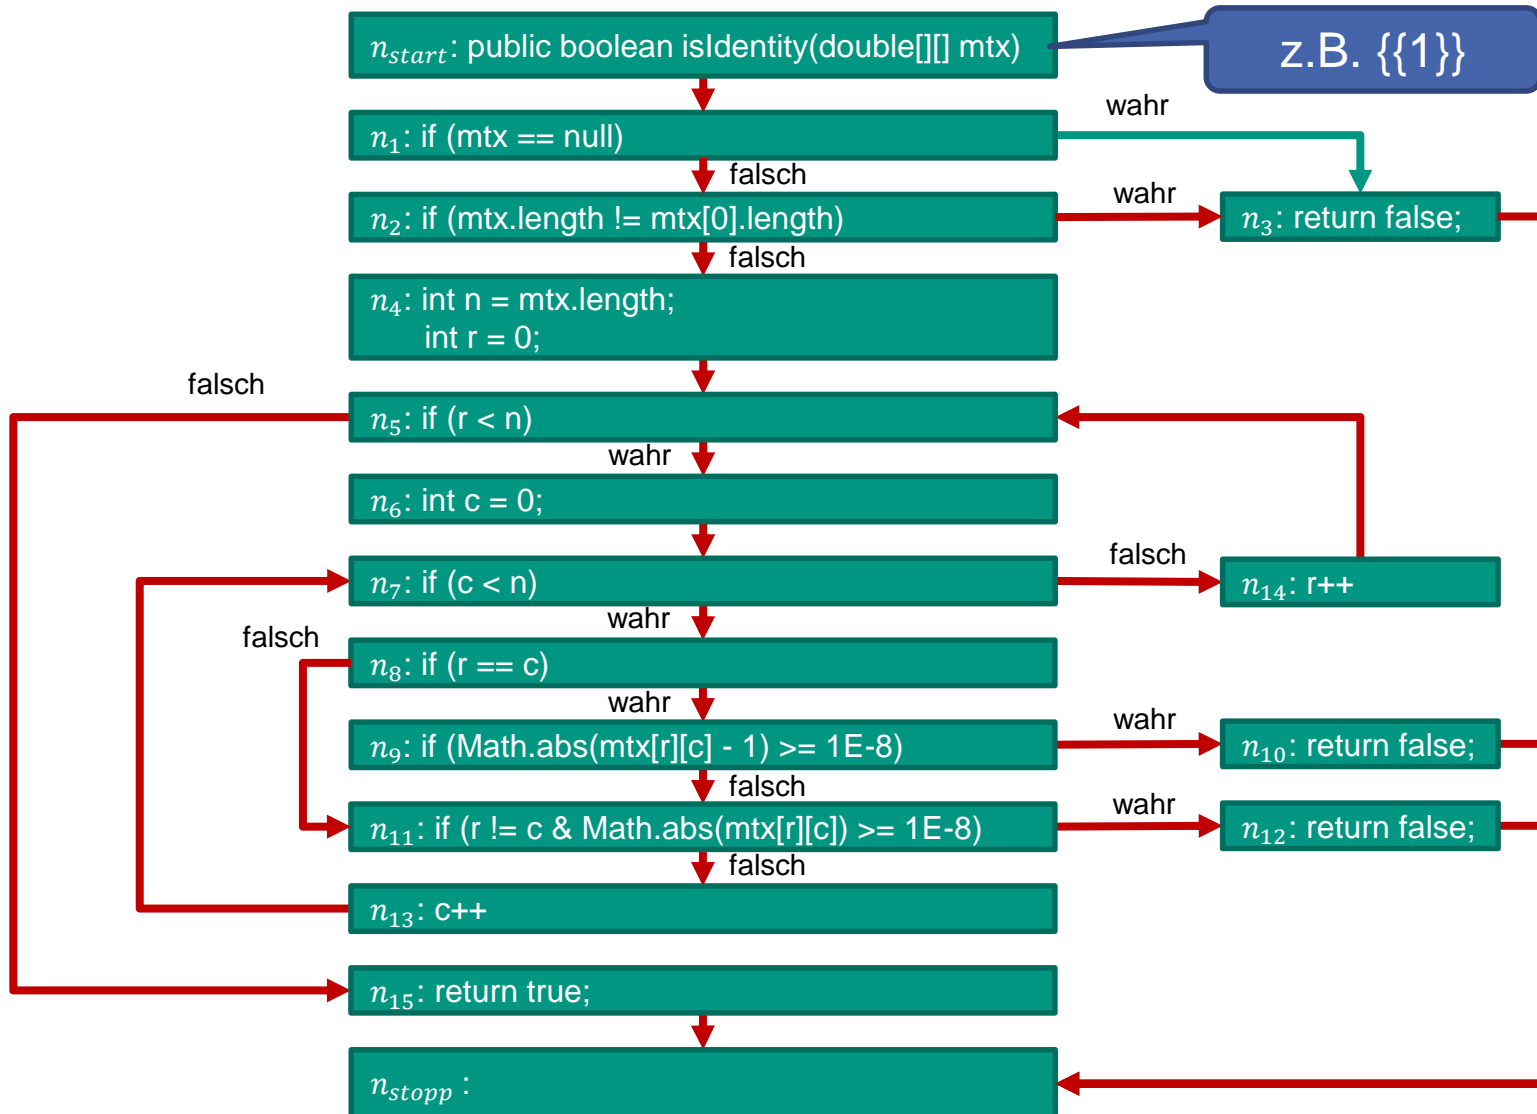 n_start: public boolean isIdentity(double[][] mtx)
z.B. {{1}}
wahr
n_1: if (mtx == null)
falsch
wahr
n_2: if (mtx.length != mtx[0].length)
n_3: return false;
falsch
n_4: int n = mtx.length;
int r = 0;
falsch
n_5: if (r < n)
wahr
n_6: int c = 0;
falsch
n_7: if (c < n)
n_14: r++
wahr
falsch
n_8: if (r == c)
wahr
wahr
n_9: if (Math.abs(mtx[r][c] - 1) >= 1E-8)
n_10: return false;
falsch
wahr
n_11: if (r != c & Math.abs(mtx[r][c]) >= 1E-8)
n_12: return false;
falsch
n_13: c++
n_15: return true;
n_stopp :